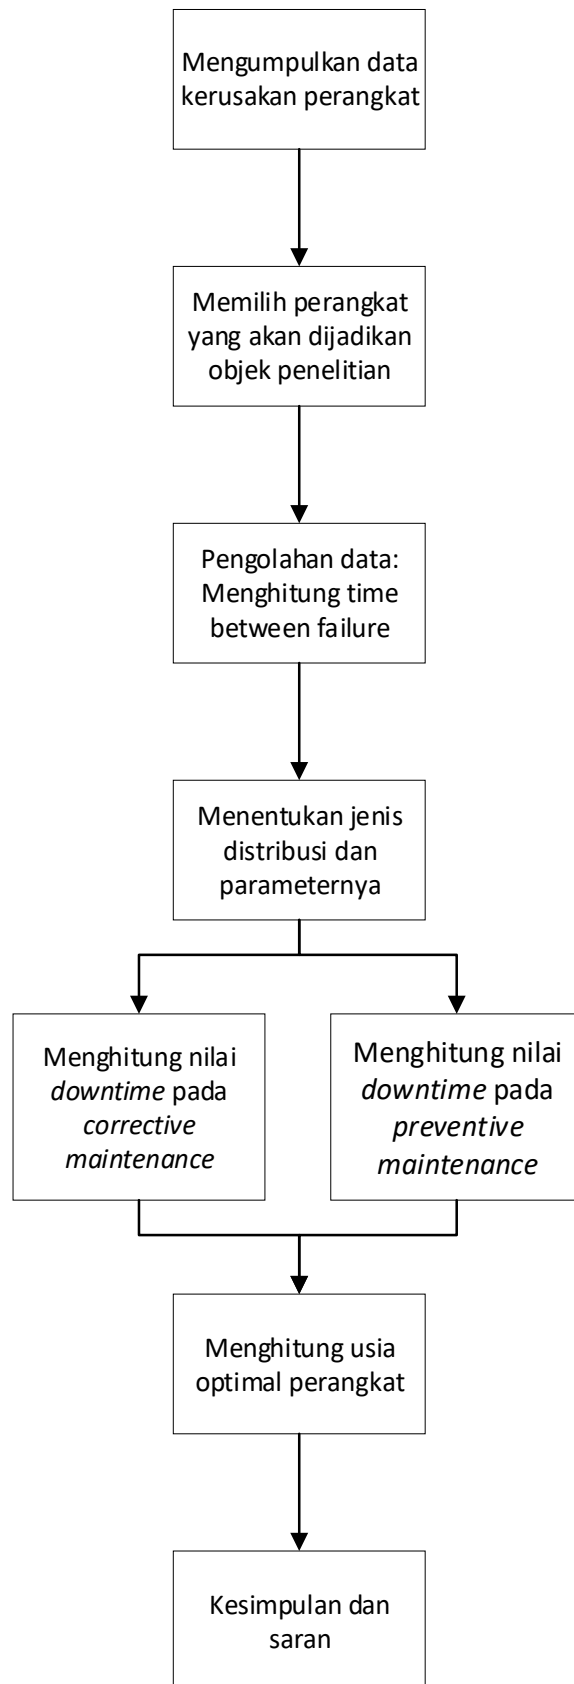 Mengumpulkan data
kerusakan perangkat
Memilih perangkat
yang akan dijadikan
objek penelitian
Pengolahan data:
Menghitung time
between failure
Menentukan jenis
distribusi dan
parameternya
Menghitung nilai
downtime pada
corrective
maintenance
Menghitung nilai
downtime pada
preventive
maintenance
Menghitung usia
optimal perangkat
Kesimpulan dan
saran